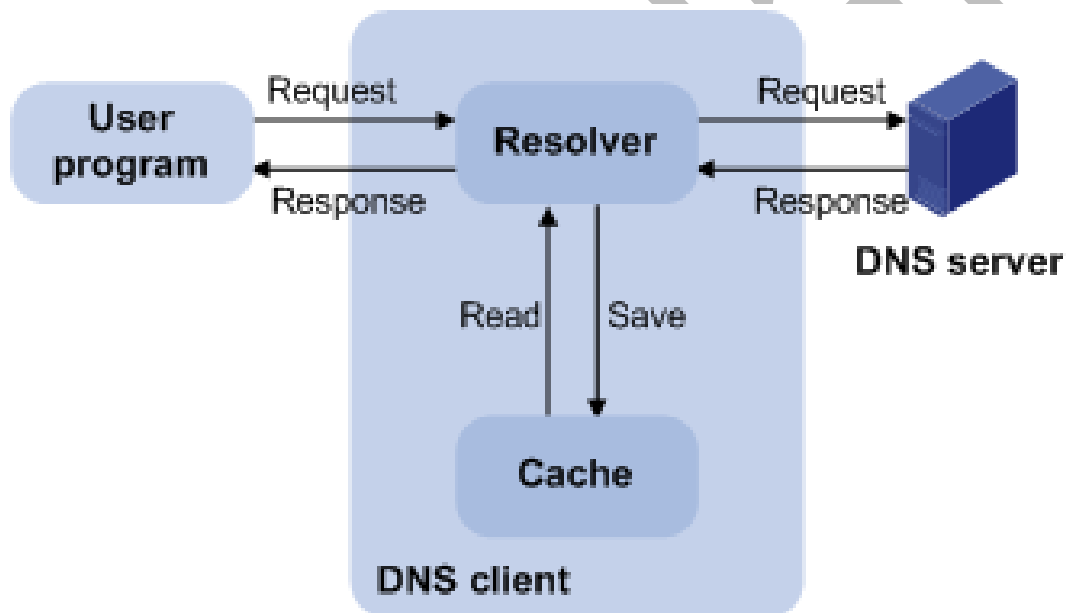 Request
Request
User
program
Resolver
Response
Response
DNS server
Read
Save
Cache
DNS client